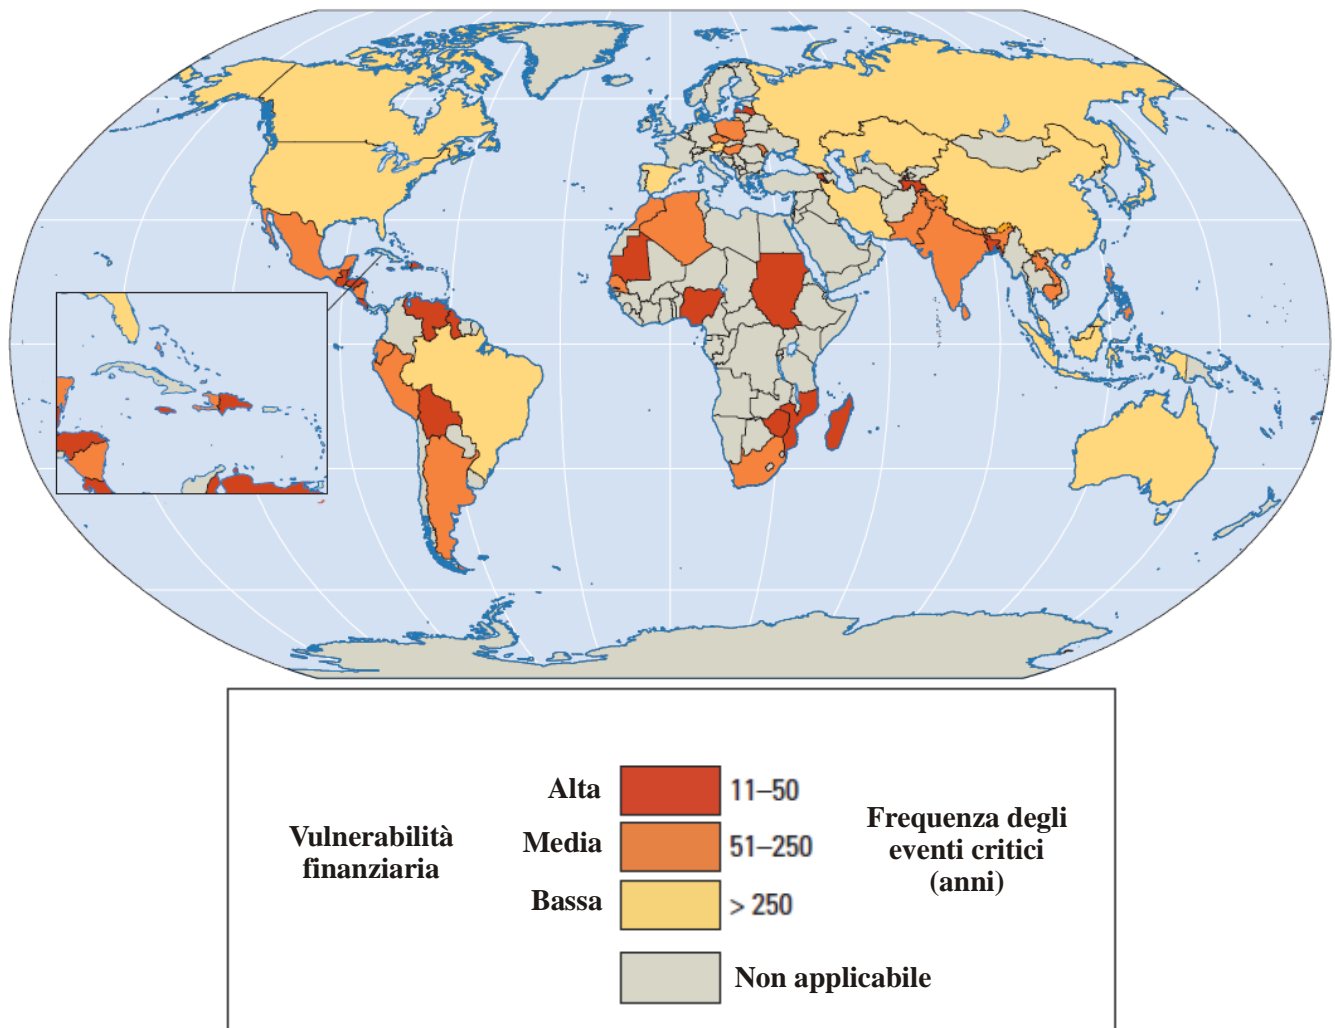 Vulnerabilità
finanziaria
Alta
Media
Bassa
11–50
51–250
> 250
Non applicabile
Frequenza degli
eventi critici
(anni)